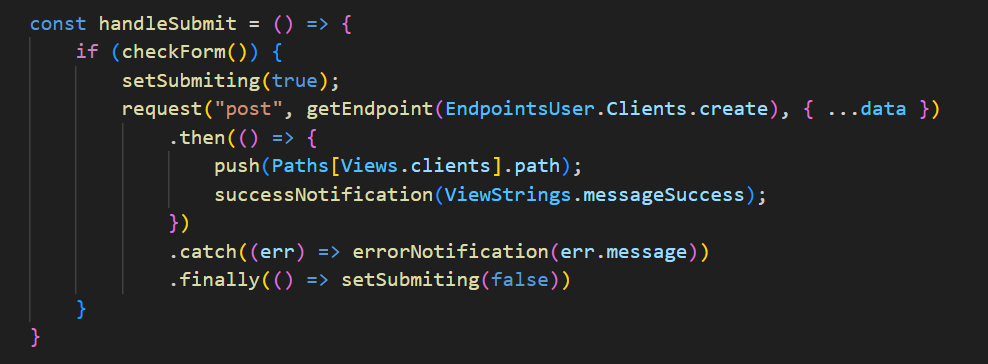 const handleSubmit = () => {
    if (checkForm()) {
        setSubmiting(true);
        request("post", getEndpoint(EndpointsUser.Clients.create), { ...data })
            .then(() => {
                push(Paths[Views.clients].path);
                successNotification(ViewStrings.messageSuccess);
            })
            .catch((err) => errorNotification(err.message))
            .finally(() => setSubmiting(false))
    }
}